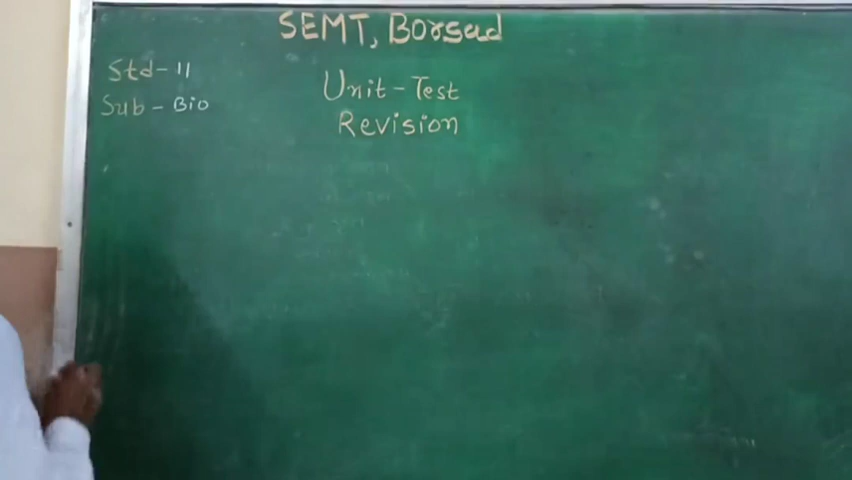 SEMT, Borsad
Std - 11
Sub - Bio
Unit - Test
Revision